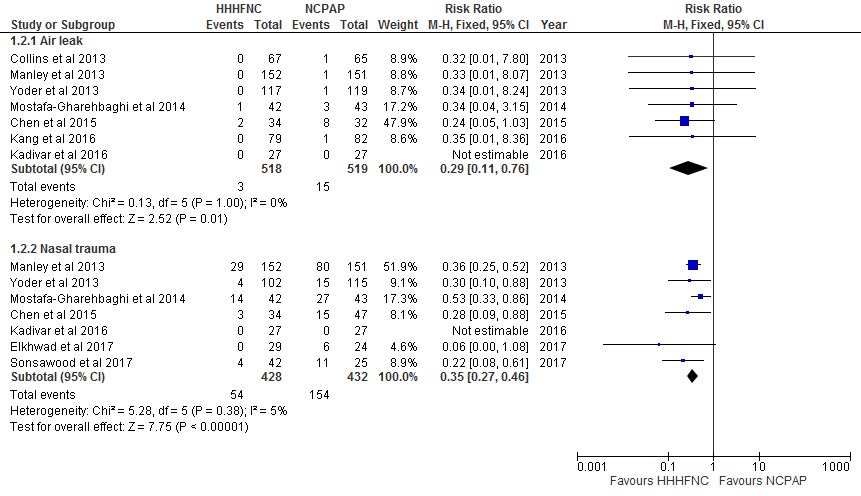 HHHFNC NCPAP Risk Ratio Risk Ratio
Study or Subgroup Events Total Events Total Weight M-H, Fixed, 95% CI Year M-H, Fixed, 95% CI
1.2.1 Air leak
Collins et al 2013 0 67 1 65 8.9% 0.32 [0.01, 7.80] 2013
Manley et al 2013 0 152 1 151 8.8% 0.33 [0.01, 8.07] 2013
Yoder et al 2013 0 117 1 119 8.7% 0.34 [0.01, 8.24] 2013
Mostafa-Gharehbaghi et al 2014 1 42 3 43 17.2% 0.34 [0.04, 3.15] 2014
Chen et al 2015 2 34 8 32 47.9% 0.24 [0.05, 1.03] 2015
Kang et al 2016 0 79 1 82 8.6% 0.35 [0.01, 8.36] 2016
Kadivar et al 2016 0 27 0 27 Not estimable 2016
Subtotal (95% CI) 518 519 100.0% 0.29 [0.11, 0.76]
Total events 3 15
Heterogeneity: Chi² = 0.13, df = 5 (P = 1.00); I² = 0%
Test for overall effect: Z = 2.52 (P = 0.01)
1.2.2 Nasal trauma
Manley et al 2013 29 152 80 151 51.9% 0.36 [0.25, 0.52] 2013
Yoder et al 2013 4 102 15 115 9.1% 0.30 [0.10, 0.88] 2013
Mostafa-Gharehbaghi et al 2014 14 42 27 43 17.3% 0.53 [0.33, 0.86] 2014
Chen et al 2015 3 34 15 47 8.1% 0.28 [0.09, 0.88] 2015
Kadivar et al 2016 0 27 0 27 Not estimable 2016
Elkhwad et al 2017 0 29 6 24 4.6% 0.06 [0.00, 1.08] 2017
Sonsawood et al 2017 4 42 11 25 8.9% 0.22 [0.08, 0.61] 2017
Subtotal (95% CI) 428 432 100.0% 0.35 [0.27, 0.46]
Total events 54 154
Heterogeneity: Chi² = 5.28, df = 5 (P = 0.38); I² = 5%
Test for overall effect: Z = 7.75 (P < 0.00001)
0.001 0.1 1 10 1000
Favours HHHFNC Favours NCPAP